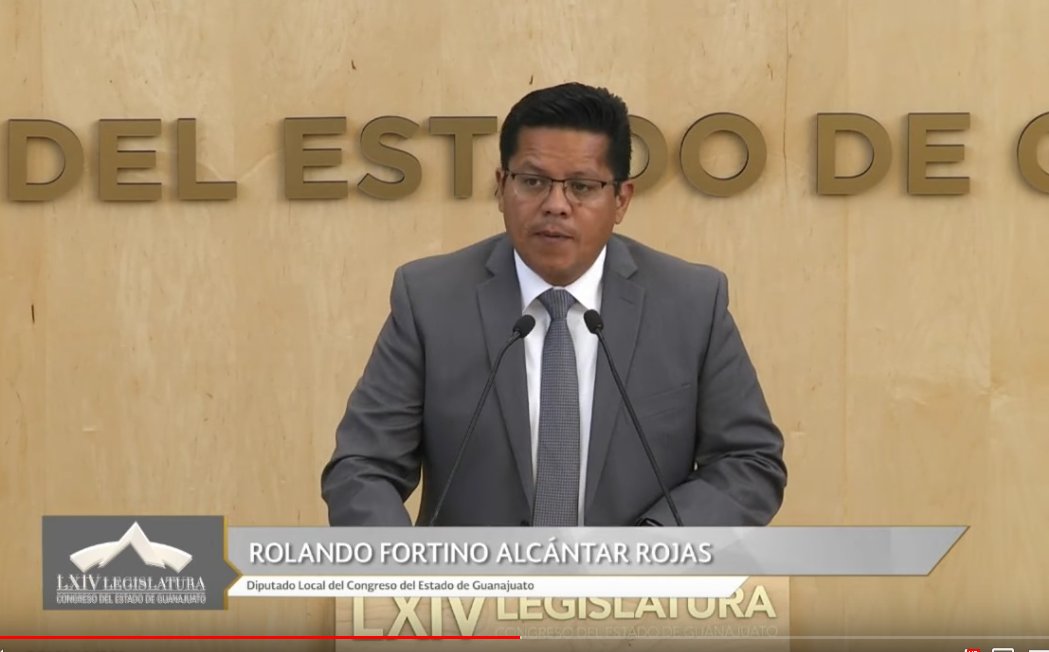 DEL ESTADO DE
ROLANDO FORTINO ALCÁNTAR ROJAS
Diputado Local del Congreso del Estado de Guanajuato
LXIV LEGISLATURA
CONGRESO DEL ESTADO DE GUANAJUATO
LXIV LEGISLATURA
CONGRESO DEL ESTADO DE GUANAJUATO